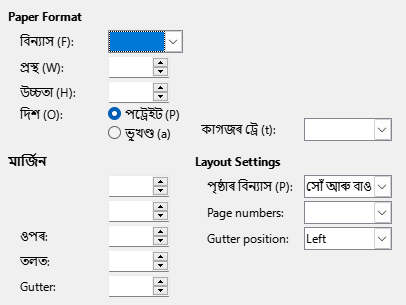 Paper Format
বিন্যাস (F):
প্ৰস্থ (W):
উচ্চতা (H):
দিশ (O): পট্ৰেইট (P)
ভূখণ্ড (a)
কাগজৰ ট্ৰে (t):
মাৰ্জিন
Layout Settings
পৃষ্ঠাৰ বিন্যাস (P): সোঁ আৰু বাওঁ
Page numbers:
ওপৰ:
Gutter position: Left
তলত:
Gutter: